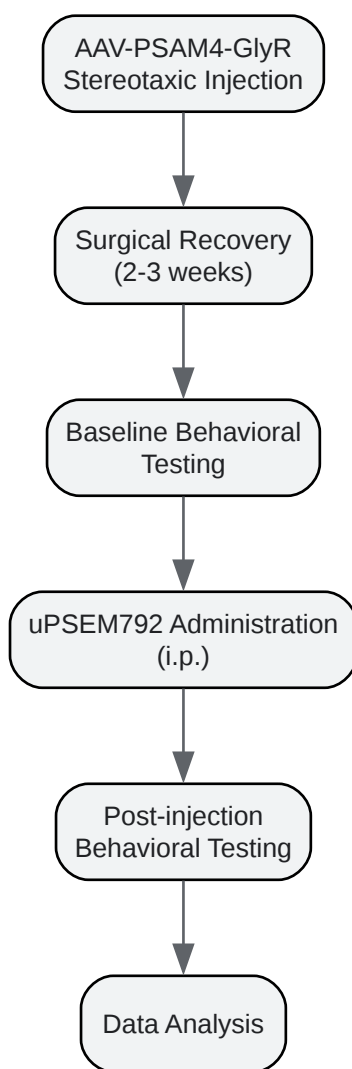 AAV-PSAM4-GlyR
Stereotaxic Injection
Surgical Recovery
(2-3 weeks)
Baseline Behavioral
Testing
uPSEM792 Administration
(i.p.)
Post-injection
Behavioral Testing
Data Analysis